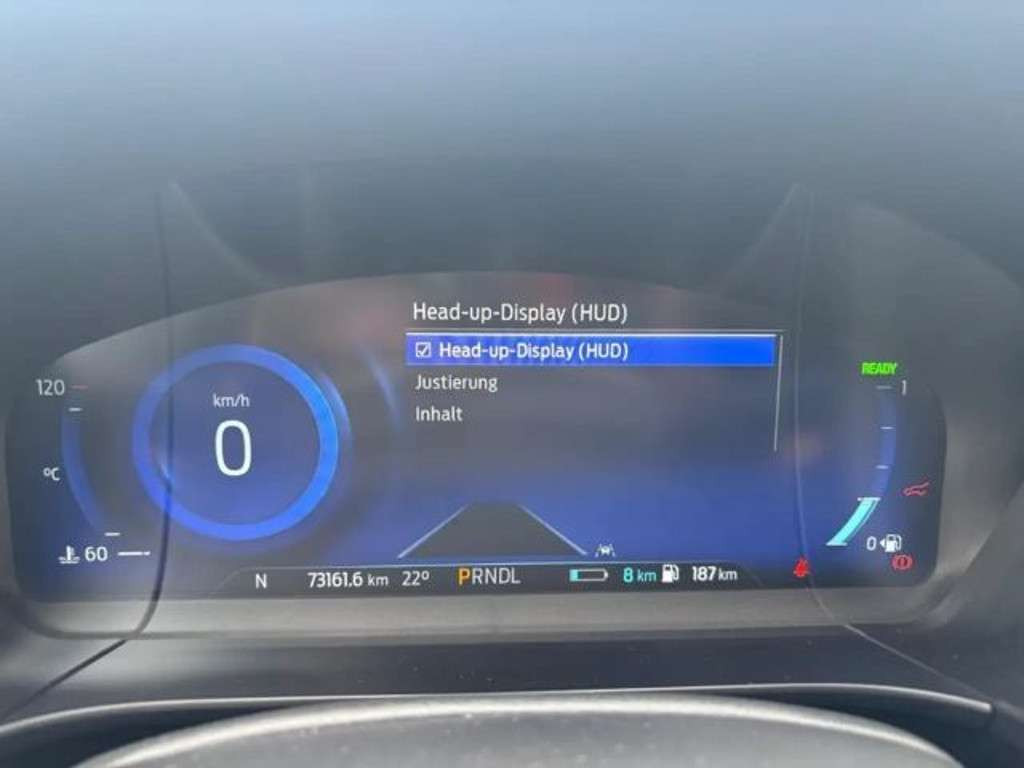 Head-up-Display (HUD)
Head-up-Display (HUD)
Justierung
Inhalt
READY
120
km/h
0
1
°C
60
0
N 73161.6 km 22° PRNDL 8 km 187 km